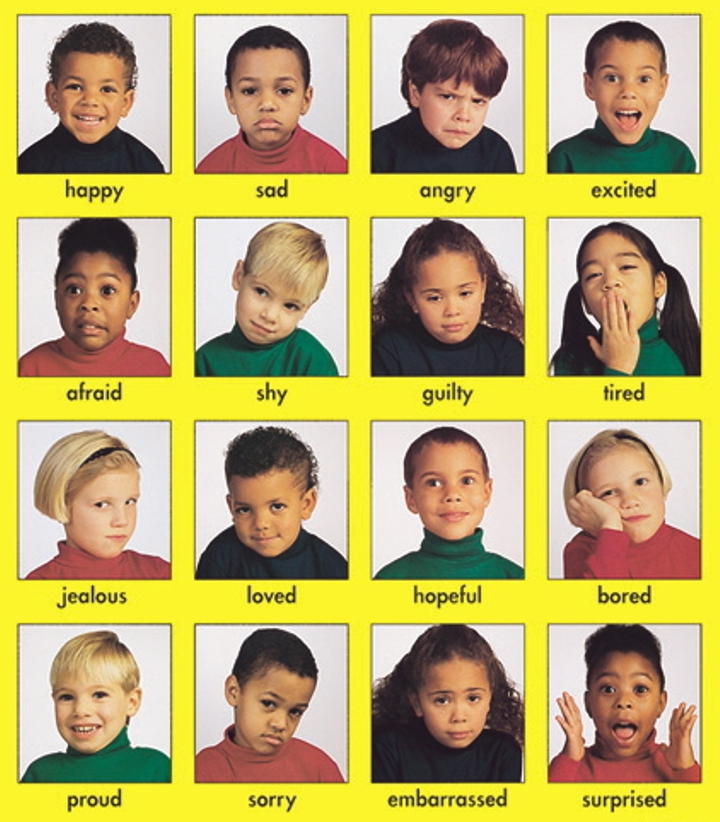 happy sad angry excited
afraid shy guilty tired
jealous loved hopeful bored
proud sorry embarrassed surprised